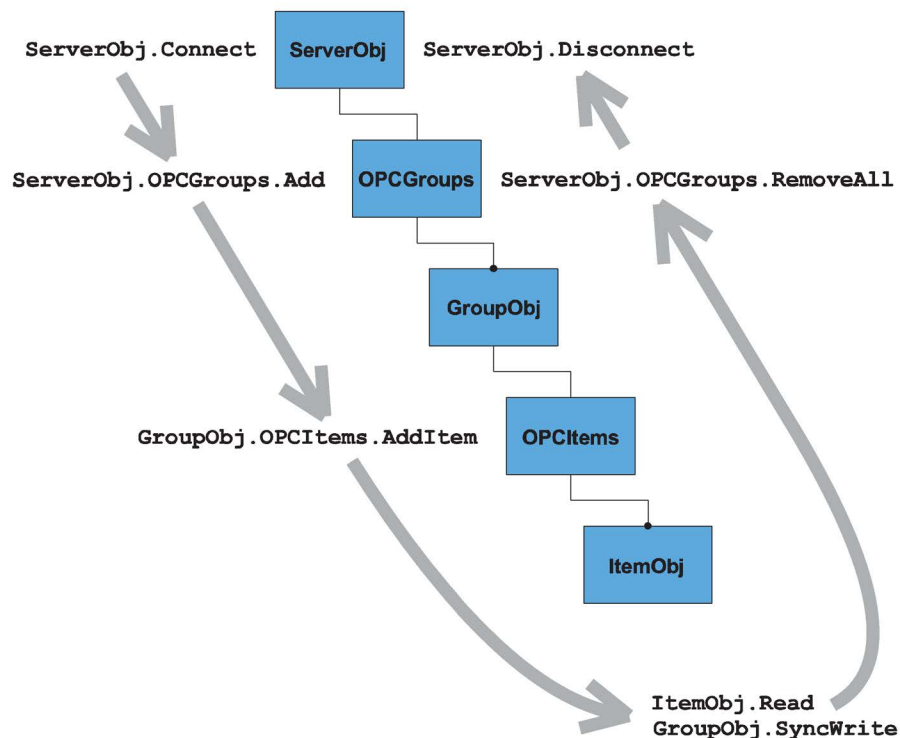 ServerObj.Connect
ServerObj
ServerObj.Disconnect
ServerObj.OPCGroups.Add
OPCGroups
ServerObj.OPCGroups.RemoveAll
GroupObj
GroupObj.OPCItems.AddItem
OPCItems
ItemObj
ItemObj.Read
GroupObj.SyncWrite